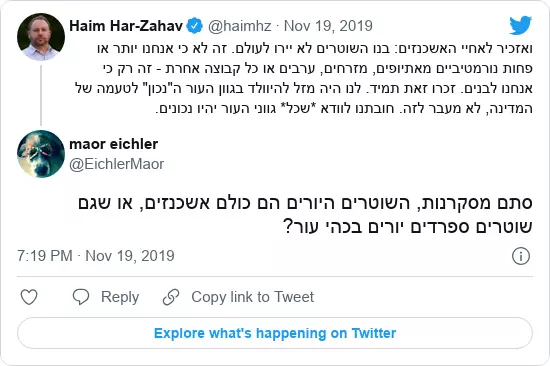 Haim Har-Zahav @haimhz · Nov 19, 2019
ואזכיר לאחיי האשכנזים: בנו השוטרים לא יירו לעולם. זה לא כי אנחנו יותר או
פחות נורמטיביים מאתיופים, מזרחים, ערבים או כל קבוצה אחרת - זה רק כי
אנחנו לבנים. זכרו זאת תמיד. לנו היה מזל להיוולד בגוון העור ה"נכון" לטעמה של
המדינה, לא מעבר לזה. חובתנו לוודא *שכל* גווני העור יהיו נכונים.
maor eichler
@EichlerMaor
סתם מסקרנות, השוטרים היורים הם כולם אשכנזים, או שגם
שוטרים ספרדים יורים בכהי עור?
7:19 PM · Nov 19, 2019
Reply Copy link to Tweet
Explore what's happening on Twitter